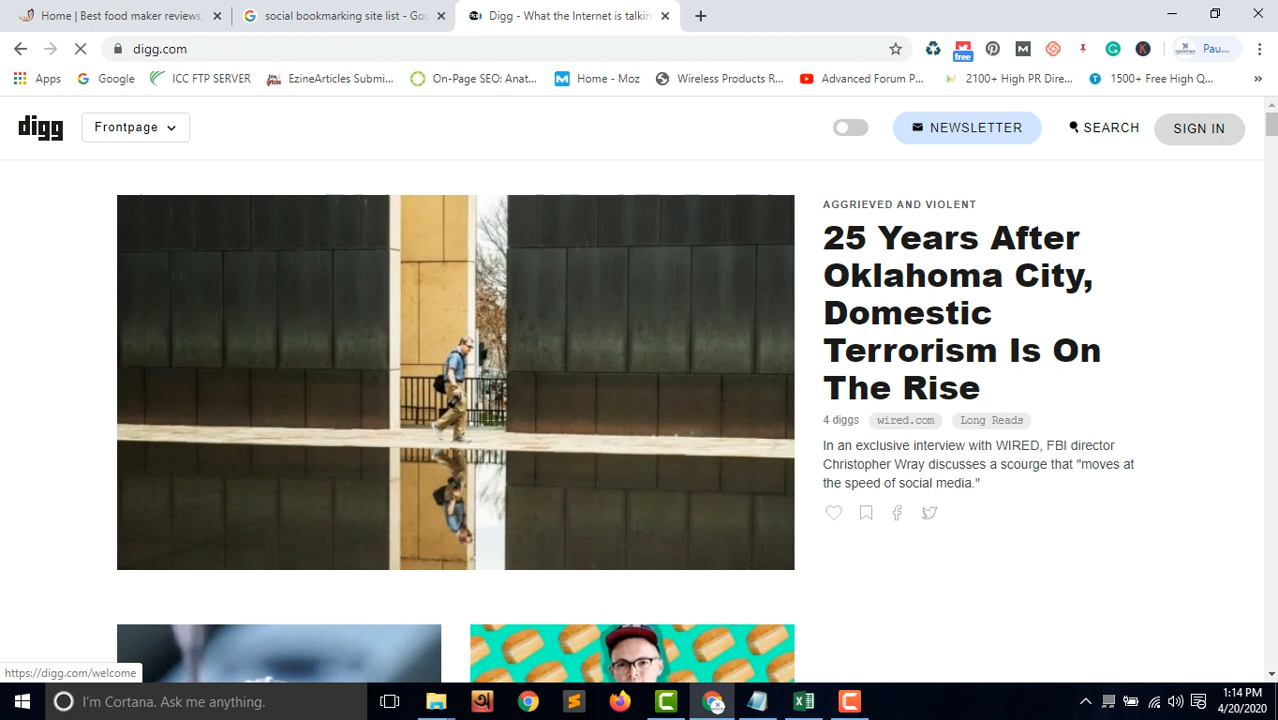 Home | Best food maker reviews,
social bookmarking site list - Goo
Digg - What the Internet is talkin
digg.com
free
Pau...
Apps
Google
ICC FTP SERVER
EzineArticles Submi...
On-Page SEO: Anat...
Home - Moz
Wireless Products R...
Advanced Forum P...
2100+ High PR Dire...
1500+ Free High Q...
digg
Frontpage
NEWSLETTER
SEARCH
SIGN IN
AGGRIEVED AND VIOLENT
25 Years After
Oklahoma City,
Domestic
Terrorism Is On
The Rise
4 diggs wired.com Long Reads
In an exclusive interview with WIRED, FBI director
Christopher Wray discusses a scourge that "moves at
the speed of social media."
https://digg.com/welcome
I'm Cortana. Ask me anything.
1:14 PM
4/20/2020